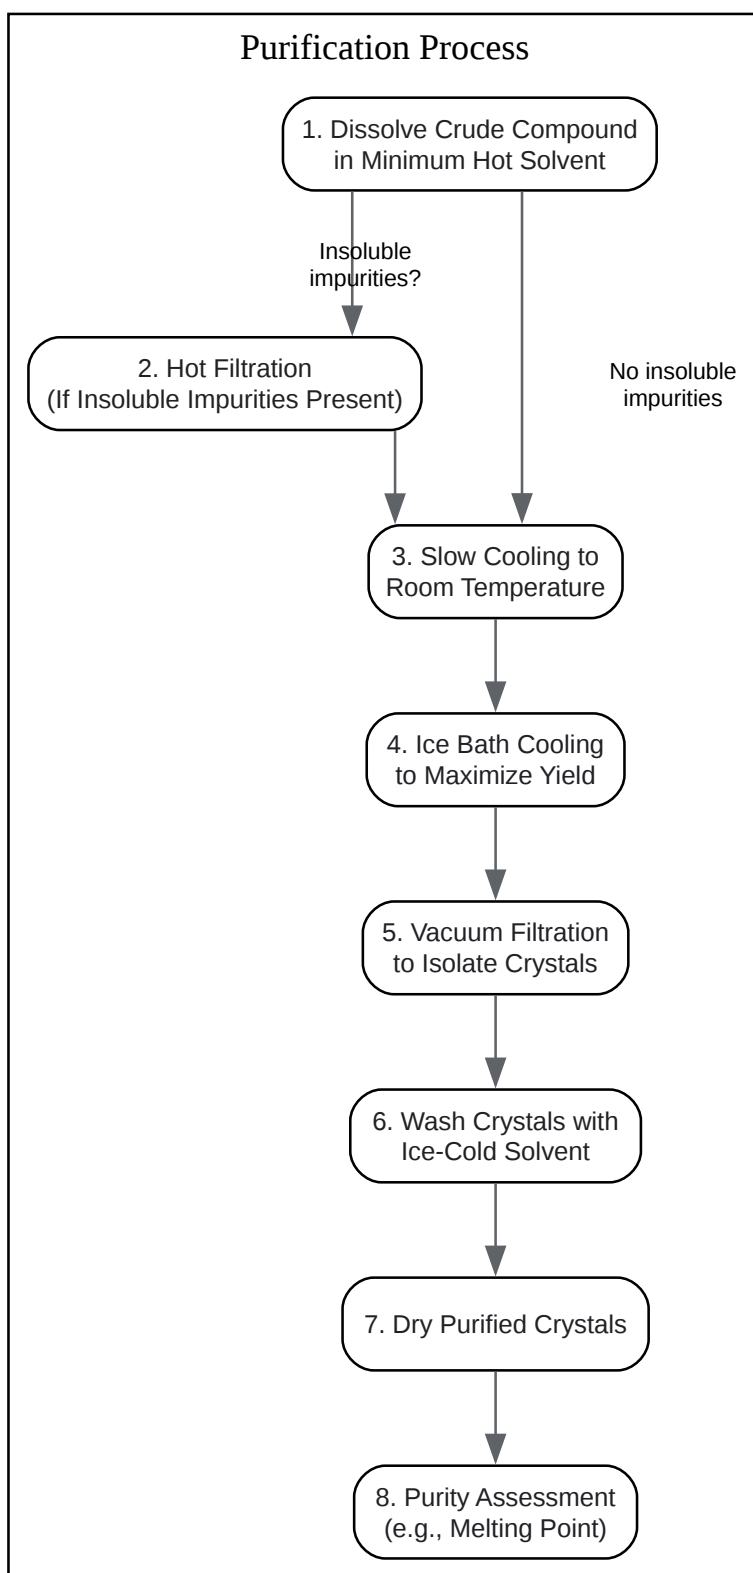 Purification Process
1. Dissolve Crude Compound
in Minimum Hot Solvent
Insoluble
impurities?
2. Hot Filtration
(If Insoluble Impurities Present)
No insoluble
impurities
3. Slow Cooling to
Room Temperature
4. Ice Bath Cooling
to Maximize Yield
5. Vacuum Filtration
to Isolate Crystals
6. Wash Crystals with
Ice-Cold Solvent
7. Dry Purified Crystals
8. Purity Assessment
(e.g., Melting Point)